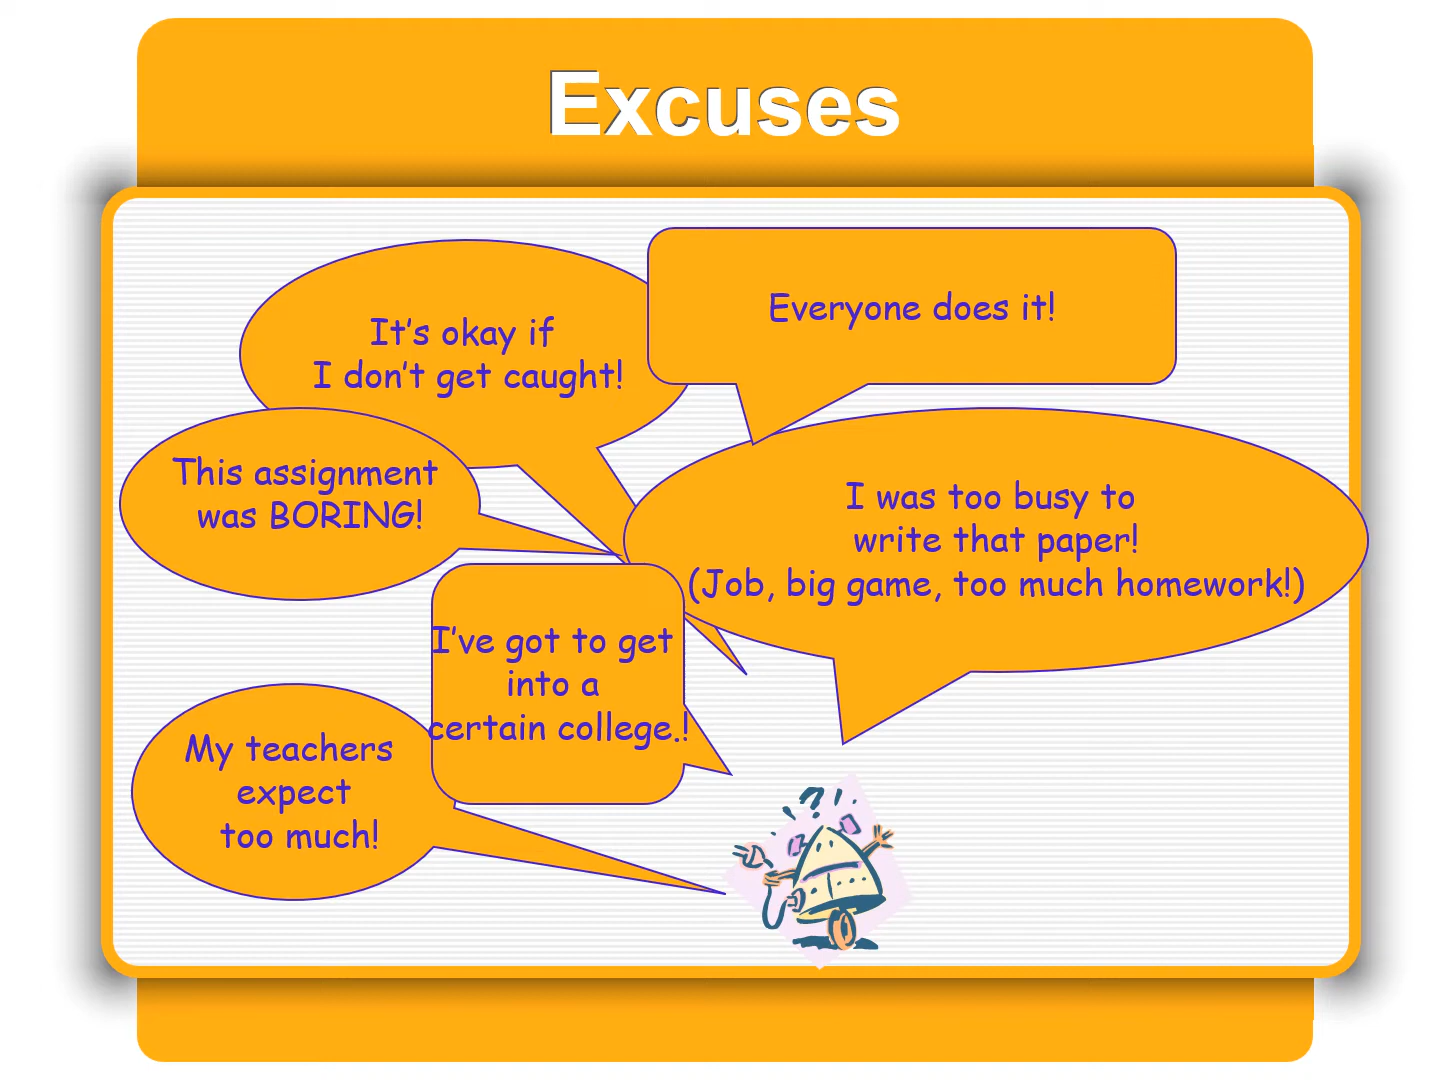 Excuses
It's okay if
I don't get caught!
Everyone does it!
This assignment
was BORING!
I was too busy to
write that paper!
(Job, big game, too much homework!)
I've got to get
into a
certain college.!
My teachers
expect
too much!
??!